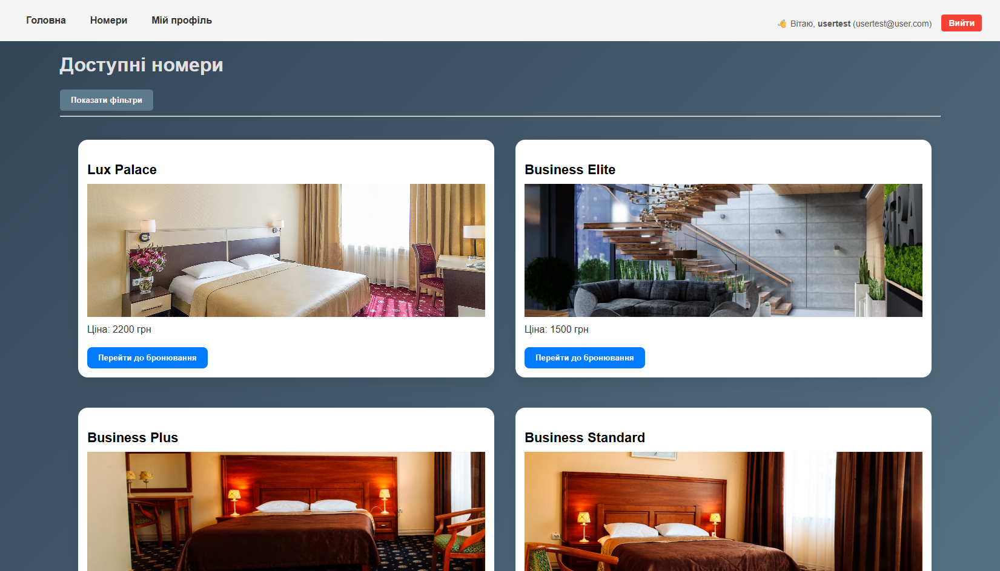 Головна Номери Мій профіль
👋 Вітаю, usertest (usertest@user.com) Вийти
Доступні номери
Показати фільтри
Lux Palace
Ціна: 2200 грн
Перейти до бронювання
Business Elite
Ціна: 1500 грн
Перейти до бронювання
Business Plus
Business Standard